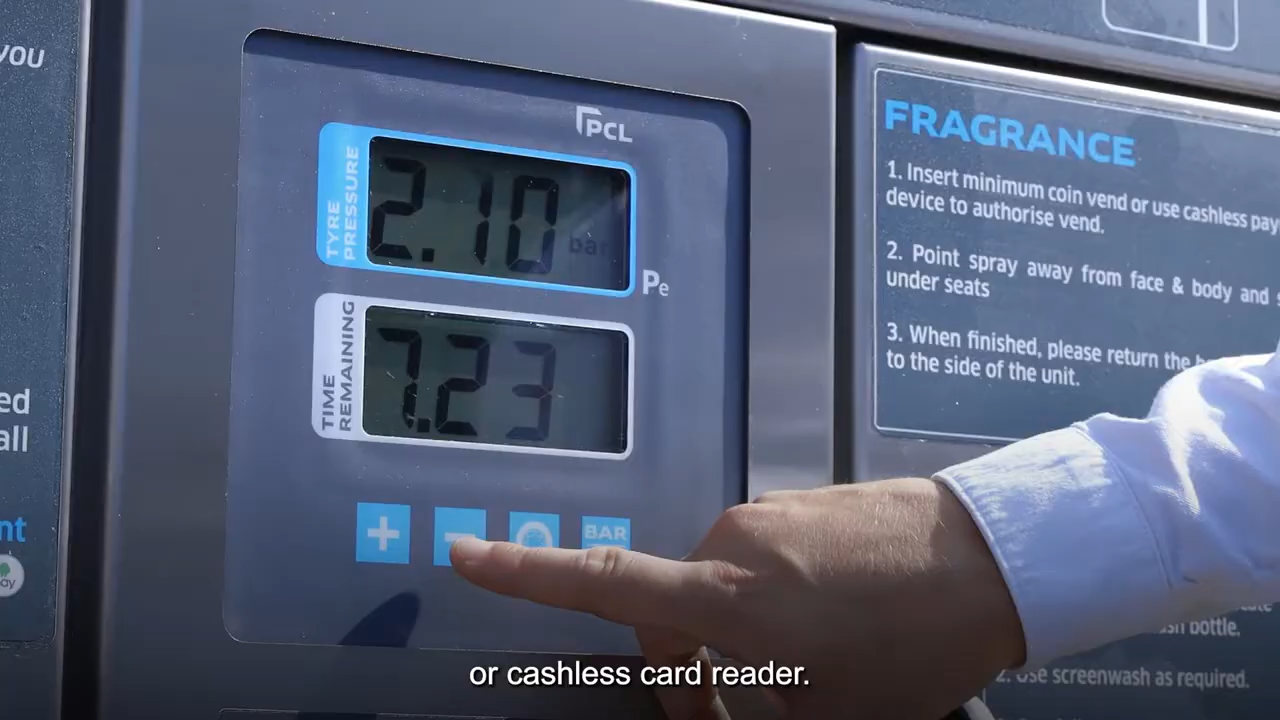 you
ed
all
nt
ay
PCL
TYRE
PRESSURE
2.10 bar
Pe
TIME
REMAINING
7.23
+
-
BAR
FRAGRANCE
1. Insert minimum coin vend or use cashless pay
device to authorise vend.
2. Point spray away from face & body and
under seats
3. When finished, please return the
to the side of the unit.
bottle.
2. Use screenwash as required.
or cashless card reader.